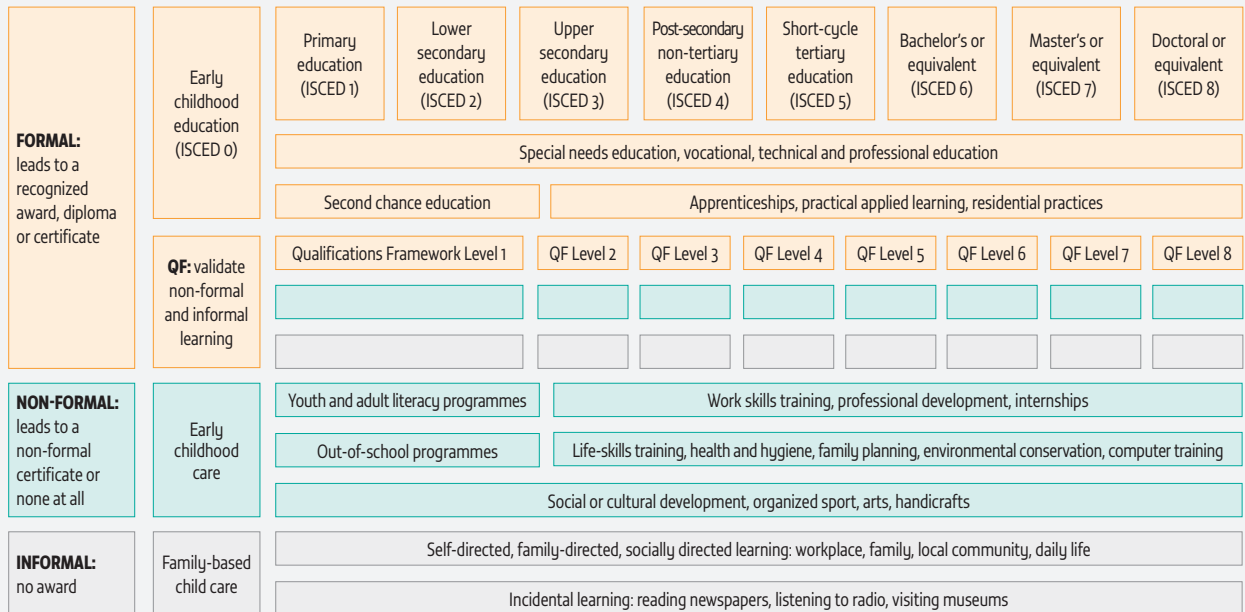 FORMAL:
leads to a
recognized
award, diploma
or certificate
Early
childhood
education
(ISCED 0)
Primary
education
(ISCED 1)
Lower
secondary
education
(ISCED 2)
Upper
secondary
education
(ISCED 3)
Post-secondary
non-tertiary
education
(ISCED 4)
Short-cycle
tertiary
education
(ISCED 5)
Bachelor's or
equivalent
(ISCED 6)
Master's or
equivalent
(ISCED 7)
Doctoral or
equivalent
(ISCED 8)
Special needs education, vocational, technical and professional education
Second chance education
Apprenticeships, practical applied learning, residential practices
QF: validate
non-formal
and informal
learning
Qualifications Framework Level 1
QF Level 2
QF Level 3
QF Level 4
QF Level 5
QF Level 6
QF Level 7
QF Level 8
NON-FORMAL:
leads to a
non-formal
certificate or
none at all
Early
childhood
care
Youth and adult literacy programmes
Work skills training, professional development, internships
Out-of-school programmes
Life-skills training, health and hygiene, family planning, environmental conservation, computer training
Social or cultural development, organized sport, arts, handicrafts
INFORMAL:
no award
Family-based
child care
Self-directed, family-directed, socially directed learning: workplace, family, local community, daily life
Incidental learning: reading newspapers, listening to radio, visiting museums